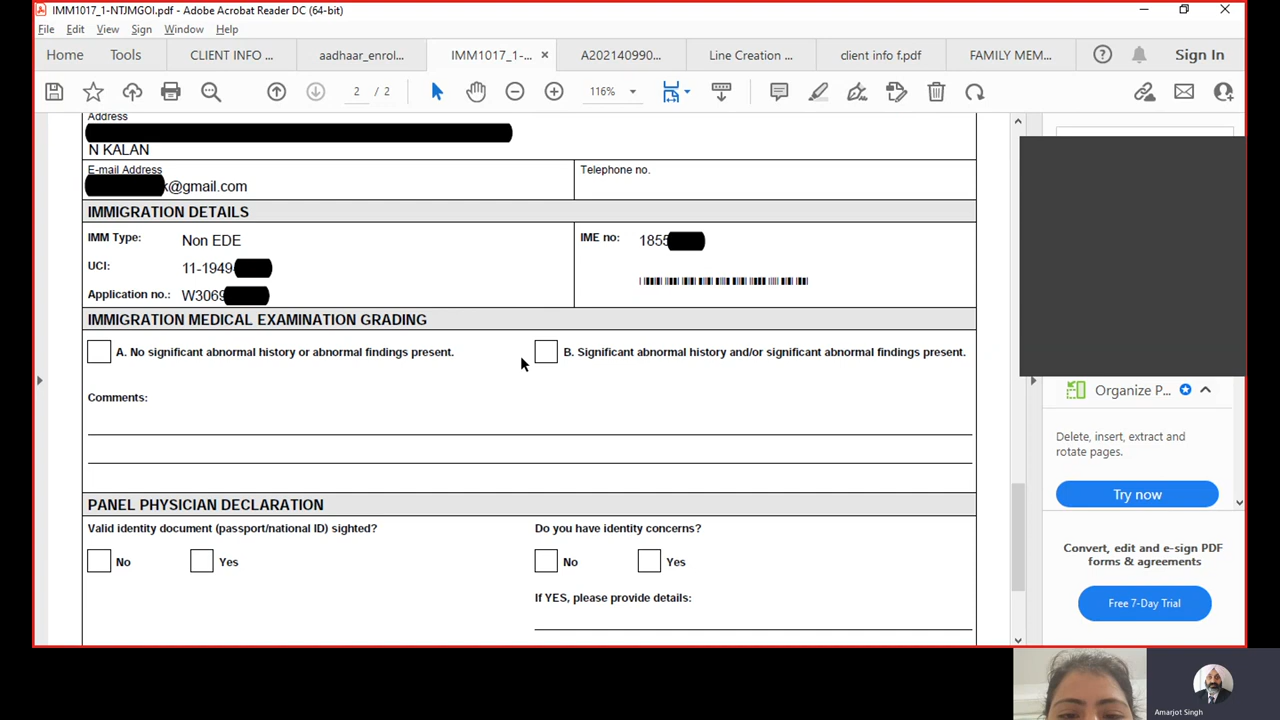 IMM1017_1-NTJMGOI.pdf - Adobe Acrobat Reader DC (64-bit)
File Edit View Sign Window Help
Home Tools CLIENT INFO ... aadhaar_enrol... IMM1017_1-... × A202140990... Line Creation ... client info f.pdf FAMILY MEM... Sign In
2 / 2 116%
Address
N KALAN
E-mail Address
k@gmail.com
Telephone no.
IMMIGRATION DETAILS
IMM Type: Non EDE
IME no: 1855
UCI: 11-1949
Application no.: W3069
IMMIGRATION MEDICAL EXAMINATION GRADING
A. No significant abnormal history or abnormal findings present.
B. Significant abnormal history and/or significant abnormal findings present.
Comments:
PANEL PHYSICIAN DECLARATION
Valid identity document (passport/national ID) sighted?
Do you have identity concerns?
No Yes
No Yes
If YES, please provide details:
Organize P...
Delete, insert, extract and
rotate pages.
Try now
Convert, edit and e-sign PDF
forms & agreements
Free 7-Day Trial
Amarjot Singh